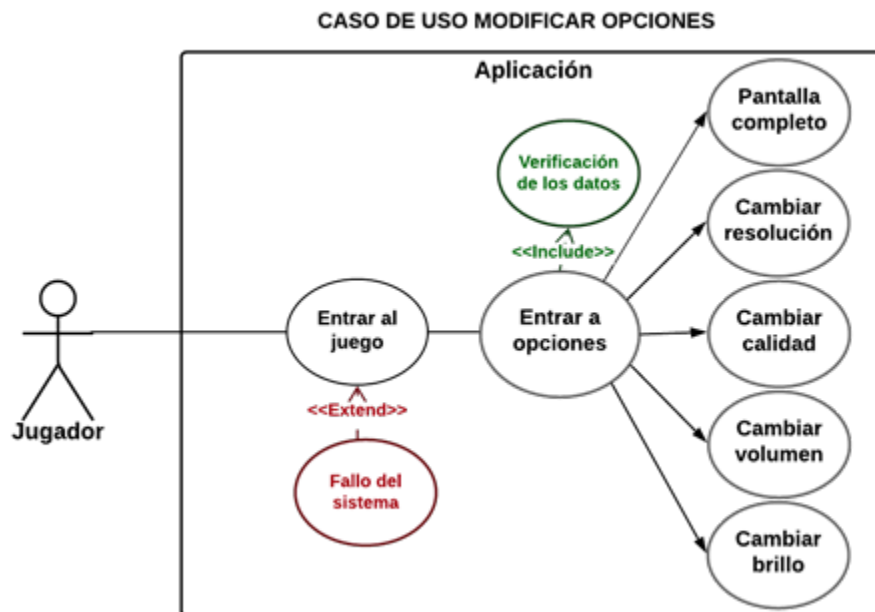 CASO DE USO MODIFICAR OPCIONES
Aplicación
Pantalla
completo
Verificación
de los datos
Cambiar
resolución
<<Include>>
Entrar al
juego
Entrar a
opciones
Cambiar
calidad
<<Extend>>
Jugador
Cambiar
volumen
Fallo del
sistema
Cambiar
brillo